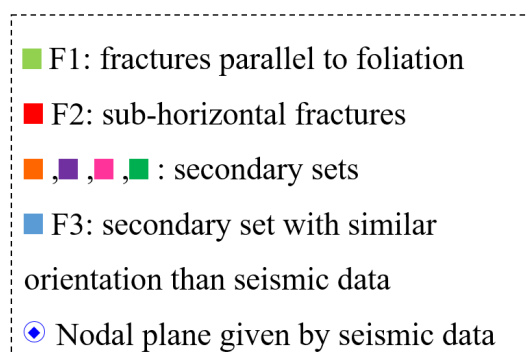 F1: fractures parallel to foliation
F2: sub-horizontal fractures
, , , : secondary sets
F3: secondary set with similar
orientation than seismic data
Nodal plane given by seismic data